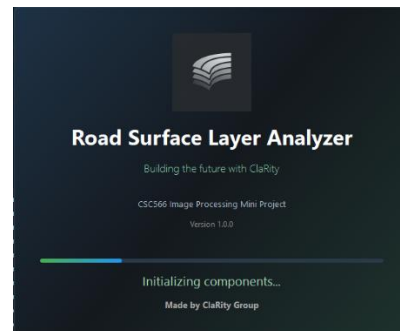 Road Surface Layer Analyzer
Building the future with ClaRity
CSC566 Image Processing Mini Project
Version 1.0.0
Initializing components...
Made by ClaRity Group